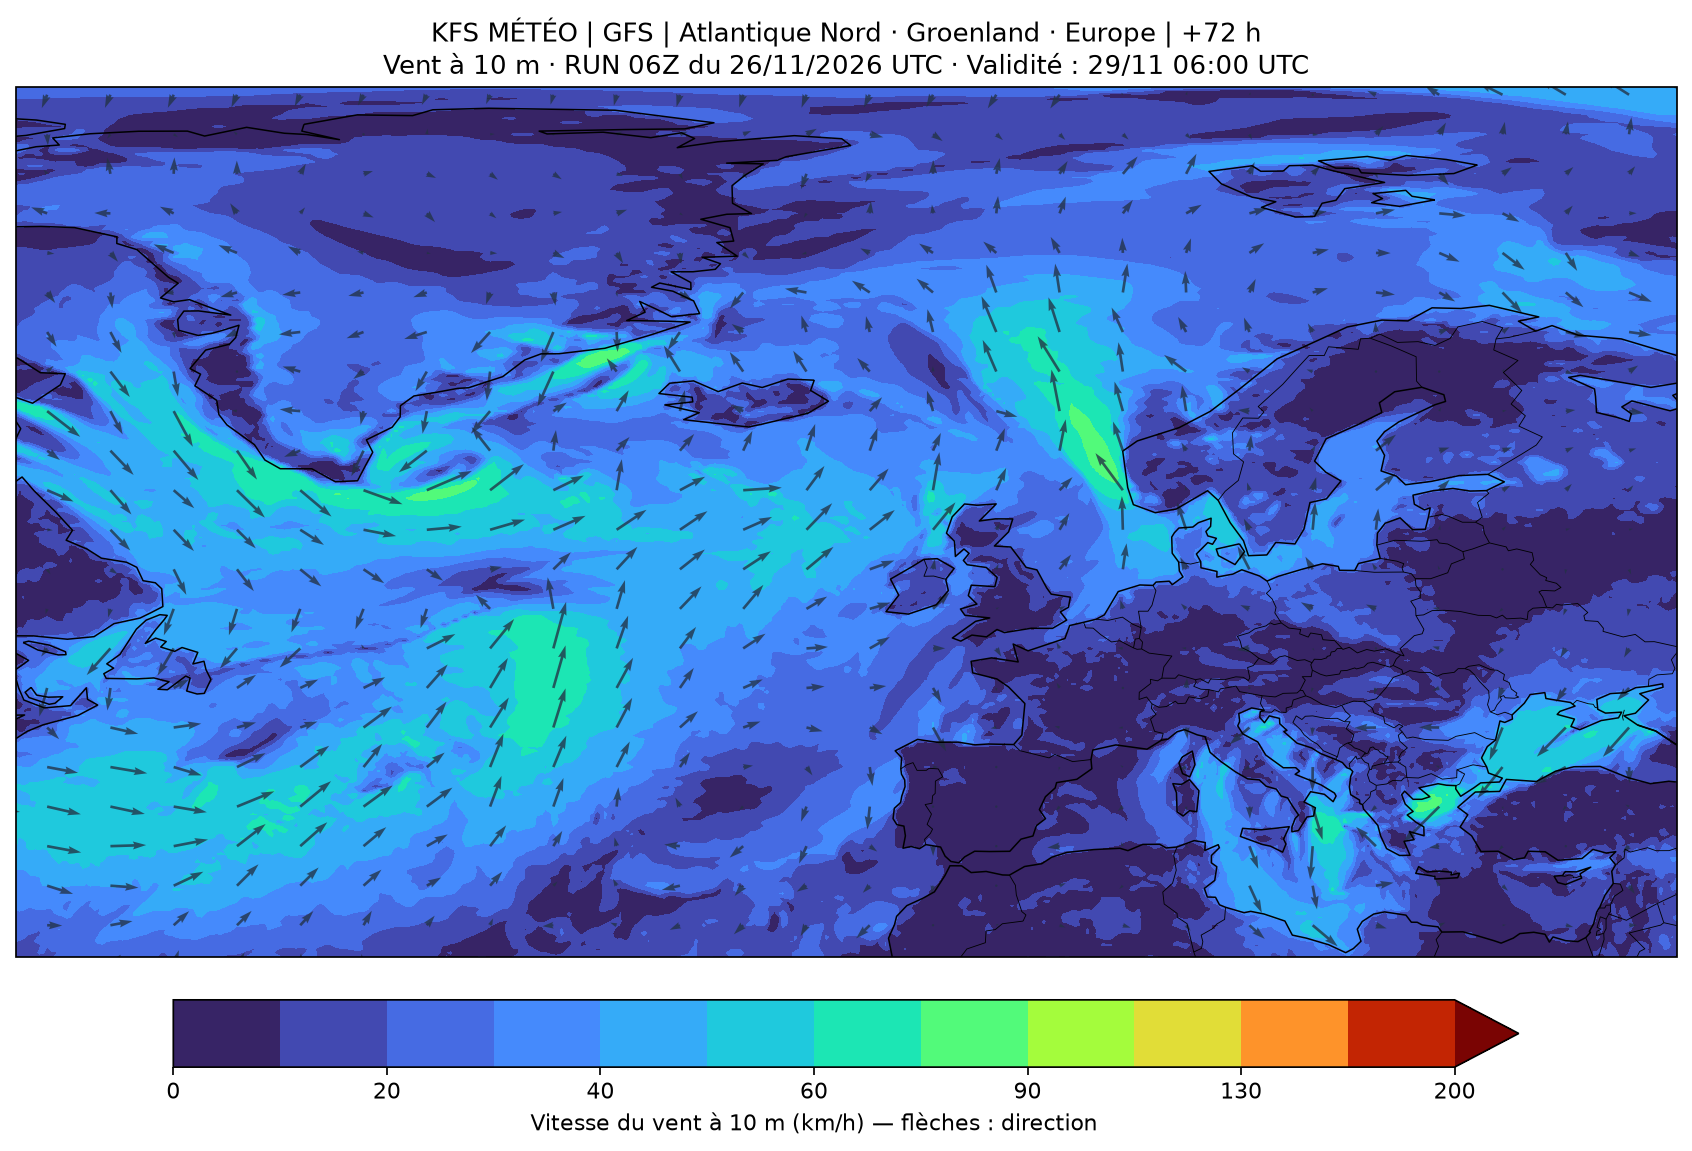 KFS MÉTÉO | GFS | Atlantique Nord · Groenland · Europe | +72 h
Vent à 10 m · RUN 06Z du 26/11/2026 UTC · Validité : 29/11 06:00 UTC
0 20 40 60 90 130 200
Vitesse du vent à 10 m (km/h) — flèches : direction